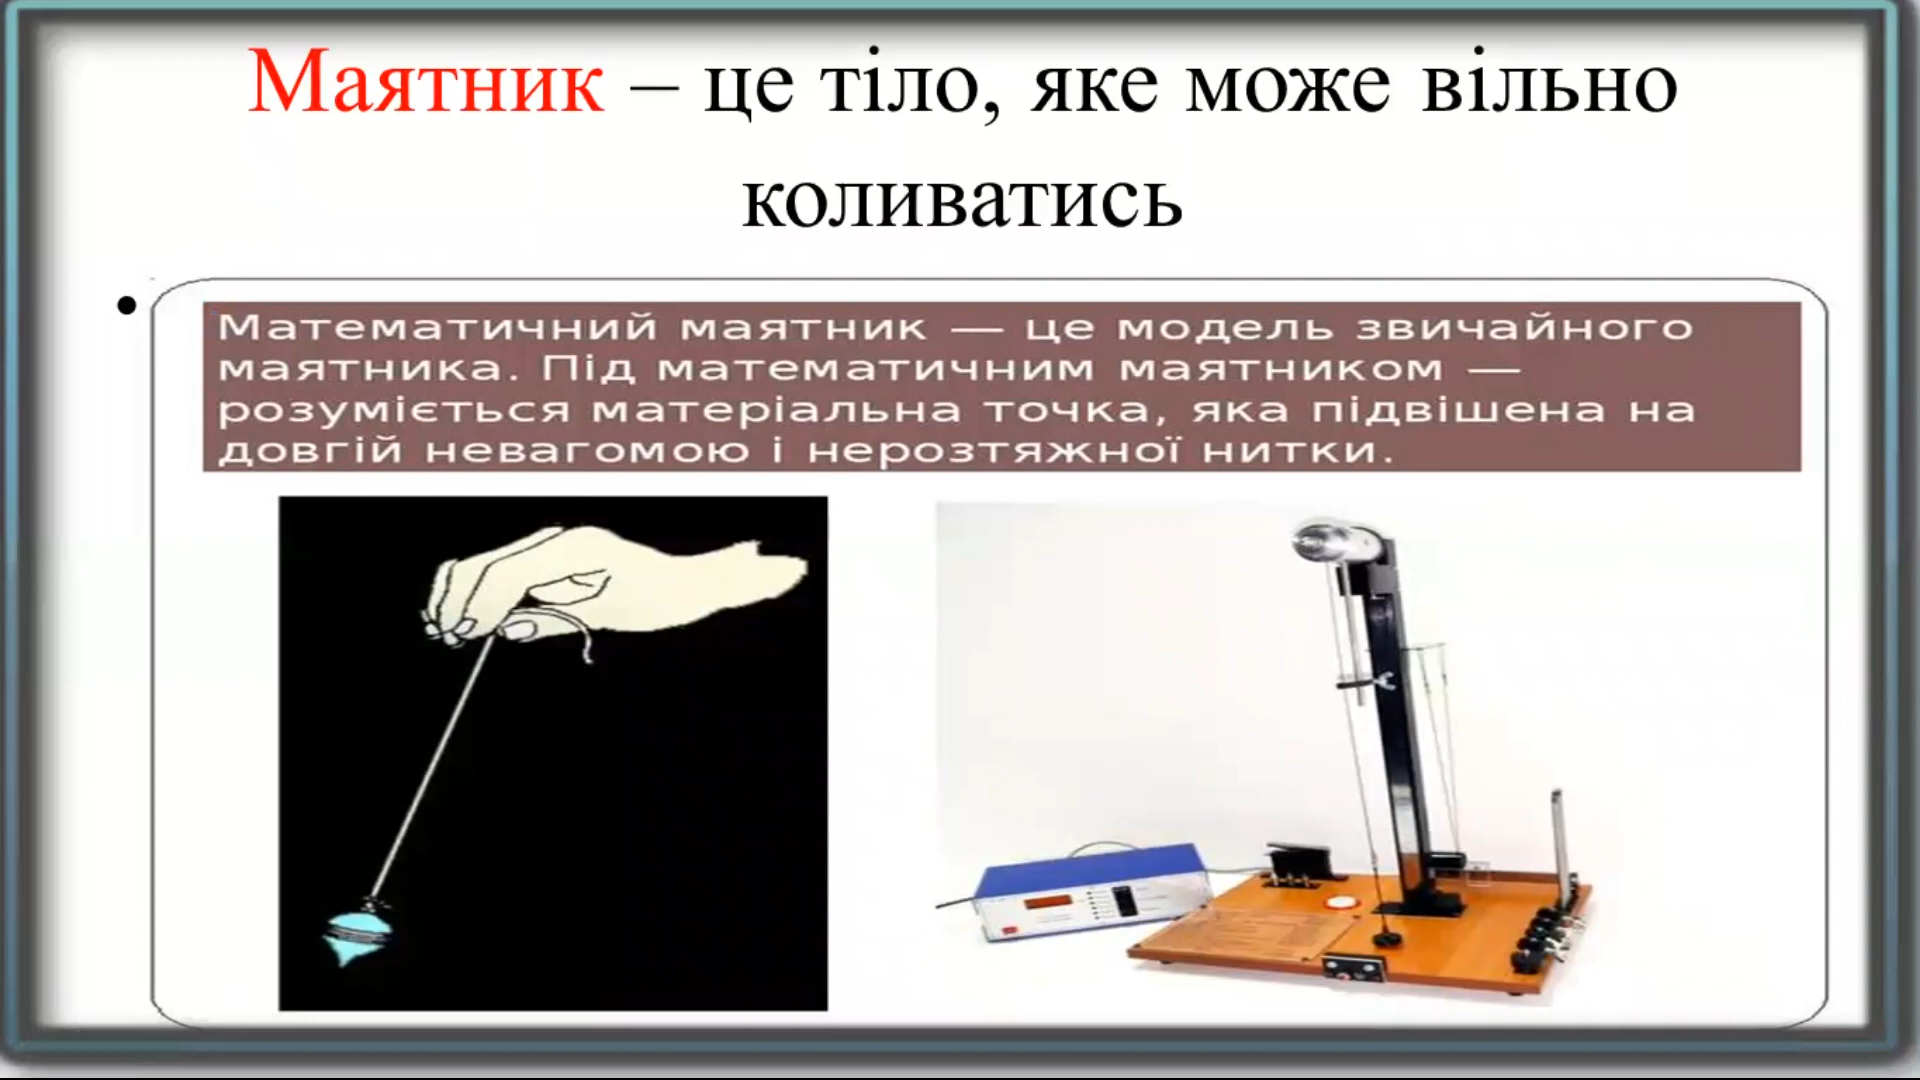 Маятник – це тіло, яке може вільно
коливатись
Математичний маятник — це модель звичайного
маятника. Під математичним маятником —
розуміється матеріальна точка, яка підвішена на
довгій невагомою і нерозтяжної нитки.